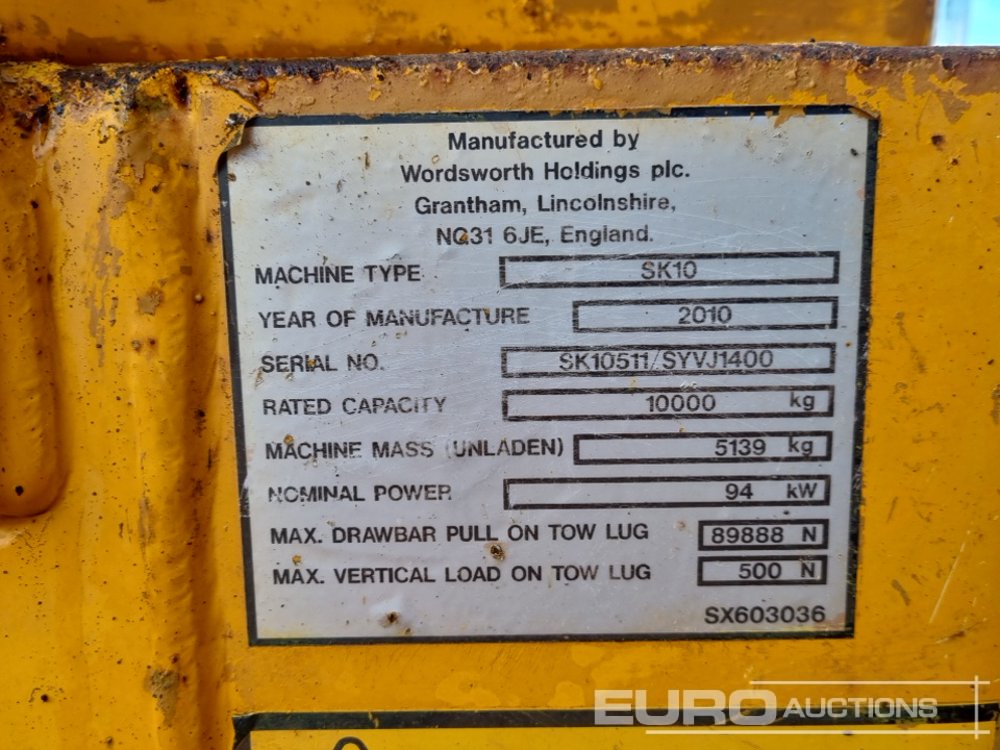 Manufactured by
Wordsworth Holdings plc.
Grantham, Lincolnshire,
NG31 6JE, England.
MACHINE TYPE SK10
YEAR OF MANUFACTURE 2010
SERIAL NO. SK10511/SYVJ1400
RATED CAPACITY 10000 kg
MACHINE MASS (UNLADEN) 5139 kg
NOMINAL POWER 94 kW
MAX. DRAWBAR PULL ON TOW LUG 89888 N
MAX. VERTICAL LOAD ON TOW LUG 500 N
SX603036
EURO AUCTIONS